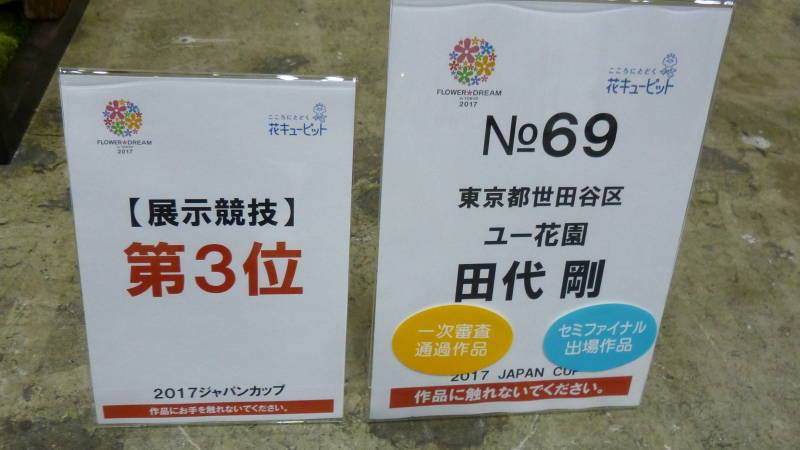 FLOWER★DREAM
in TOKYO
2017
こころにとどく
花キューピット
【展示競技】
第3位
2017ジャパンカップ
作品にお手を触れないでください。
FLOWER★DREAM
in TOKYO
2017
こころにとどく
花キューピット
№69
東京都世田谷区
ユー花園
田代 剛
一次審査
通過作品
セミファイナル
出場作品
2017 JAPAN CUP
作品に触れないでください。